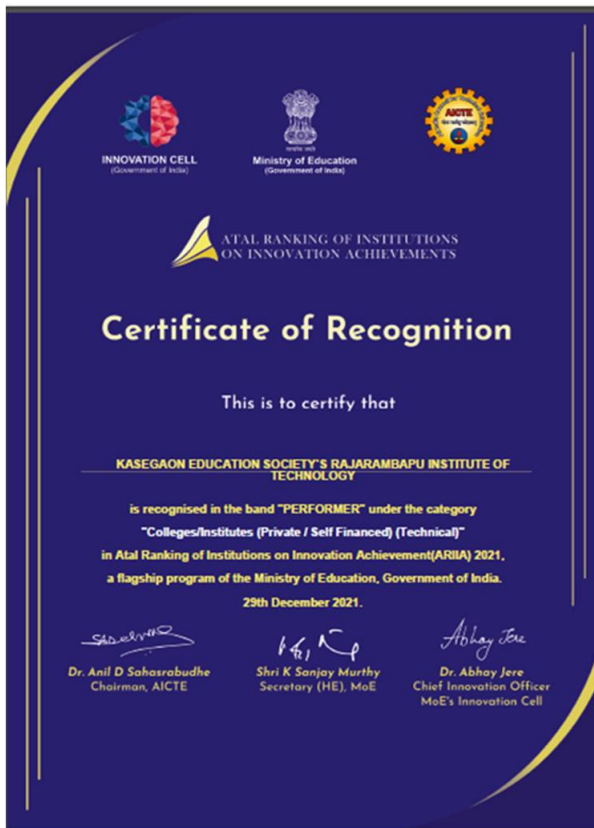 INNOVATION CELL
(Government of India)
Ministry of Education
(Government of India)
AICTE
ATAL RANKING OF INSTITUTIONS
ON INNOVATION ACHIEVEMENTS
Certificate of Recognition
This is to certify that
KASEGAON EDUCATION SOCIETY'S RAJARAMBAPU INSTITUTE OF
TECHNOLOGY
is recognised in the band "PERFORMER" under the category
"Colleges/Institutes (Private / Self Financed) (Technical)"
in Atal Ranking of Institutions on Innovation Achievement(ARIIA) 2021,
a flagship program of the Ministry of Education, Government of India.
29th December 2021.
Abhay Jere
Dr. Anil D Sahasrabudhe
Chairman, AICTE
Shri K Sanjay Murthy
Secretary (HE), MoE
Dr. Abhay Jere
Chief Innovation Officer
MoE's Innovation Cell